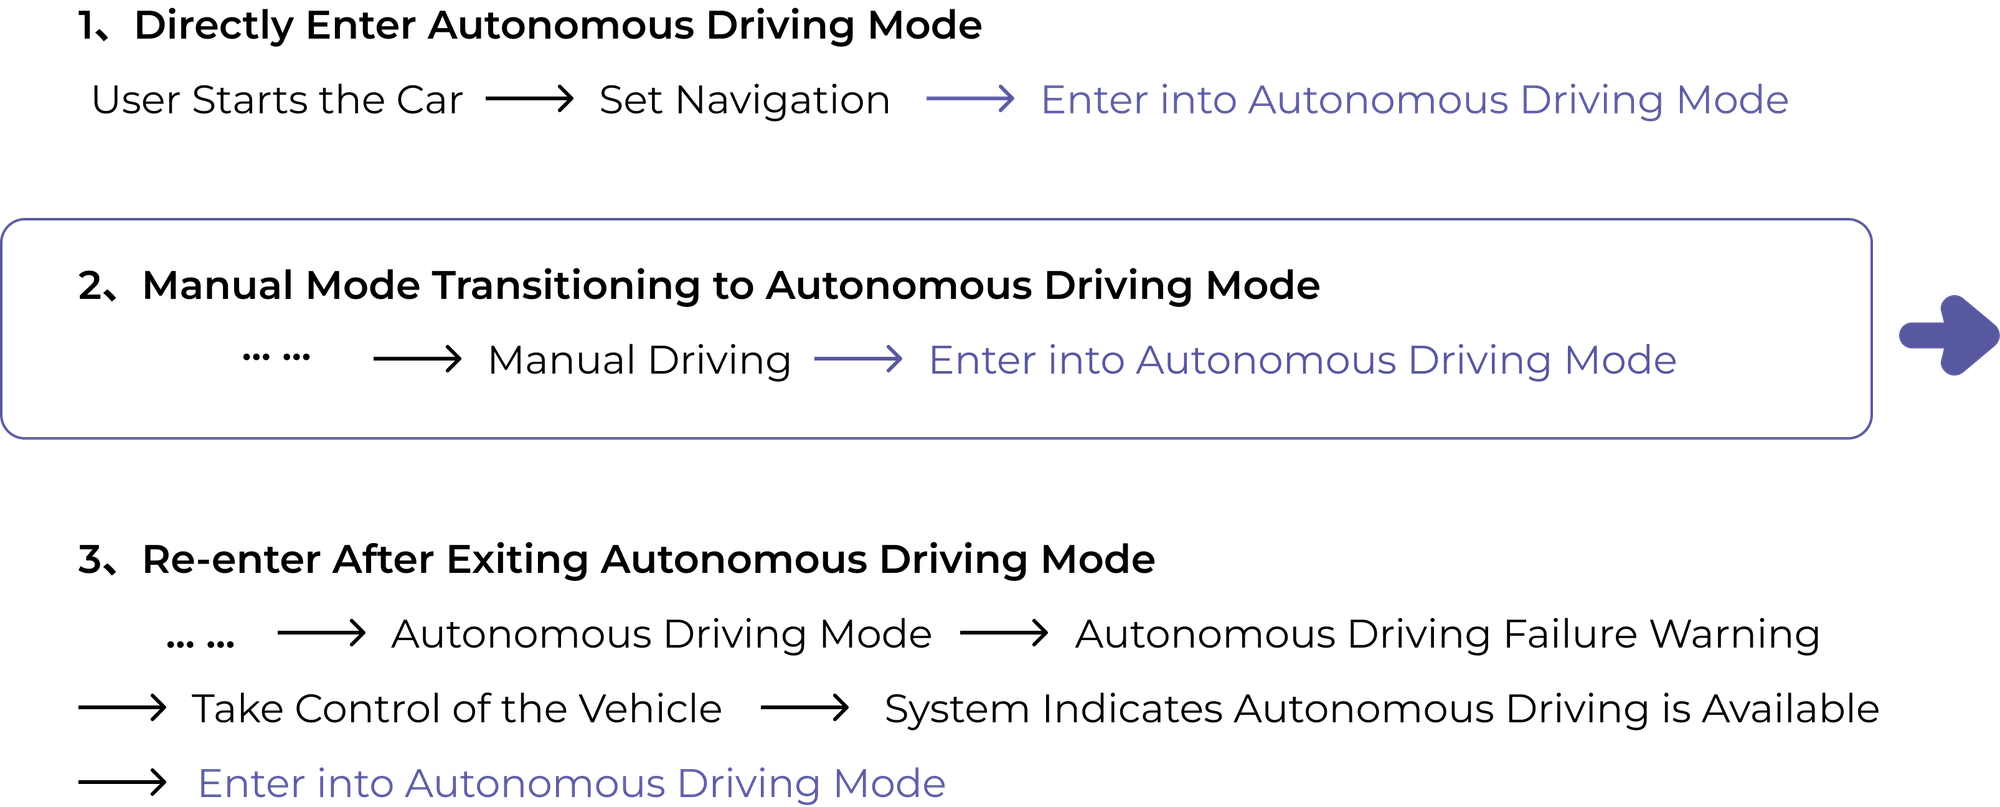 1、Directly Enter Autonomous Driving Mode
User Starts the Car → Set Navigation → Enter into Autonomous Driving Mode
2、Manual Mode Transitioning to Autonomous Driving Mode
... ... → Manual Driving → Enter into Autonomous Driving Mode
3、Re-enter After Exiting Autonomous Driving Mode
... ... → Autonomous Driving Mode → Autonomous Driving Failure Warning
→ Take Control of the Vehicle → System Indicates Autonomous Driving is Available
→ Enter into Autonomous Driving Mode